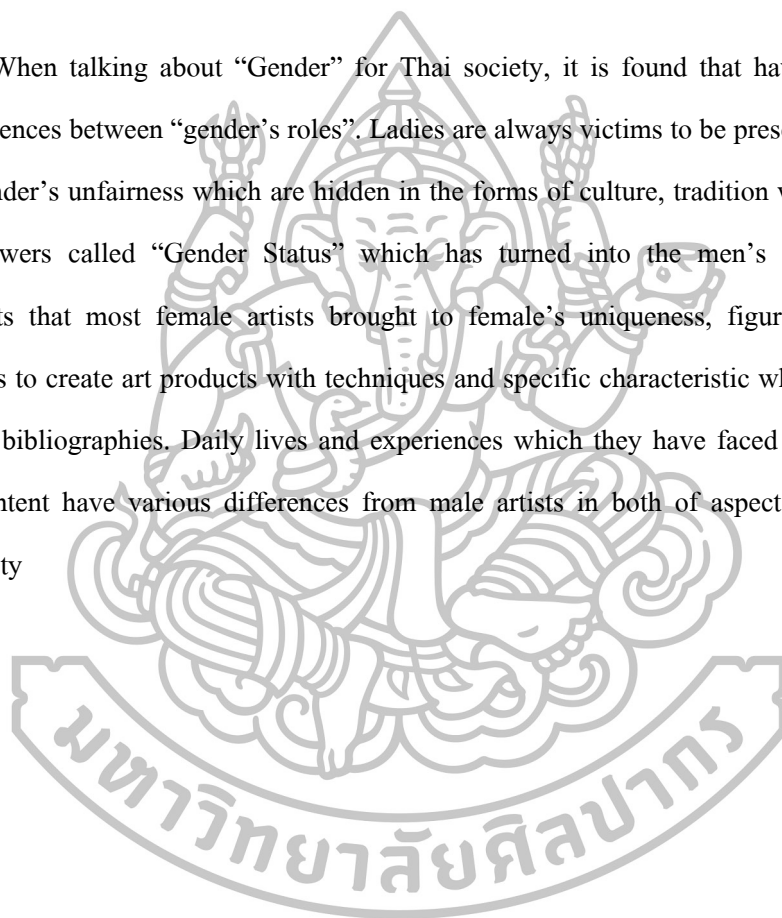 When talking about “Gender” for Thai society, it is found that hav
ences between “gender’s roles”. Ladies are always victims to be prese
nder’s unfairness which are hidden in the forms of culture, tradition w
wers called “Gender Status” which has turned into the men’s
ts that most female artists brought to female’s uniqueness, figur
s to create art products with techniques and specific characteristic wh
bibliographies. Daily lives and experiences which they have faced
ntent have various differences from male artists in both of aspect
ty
มหาวิทยาลัยศิลปากร